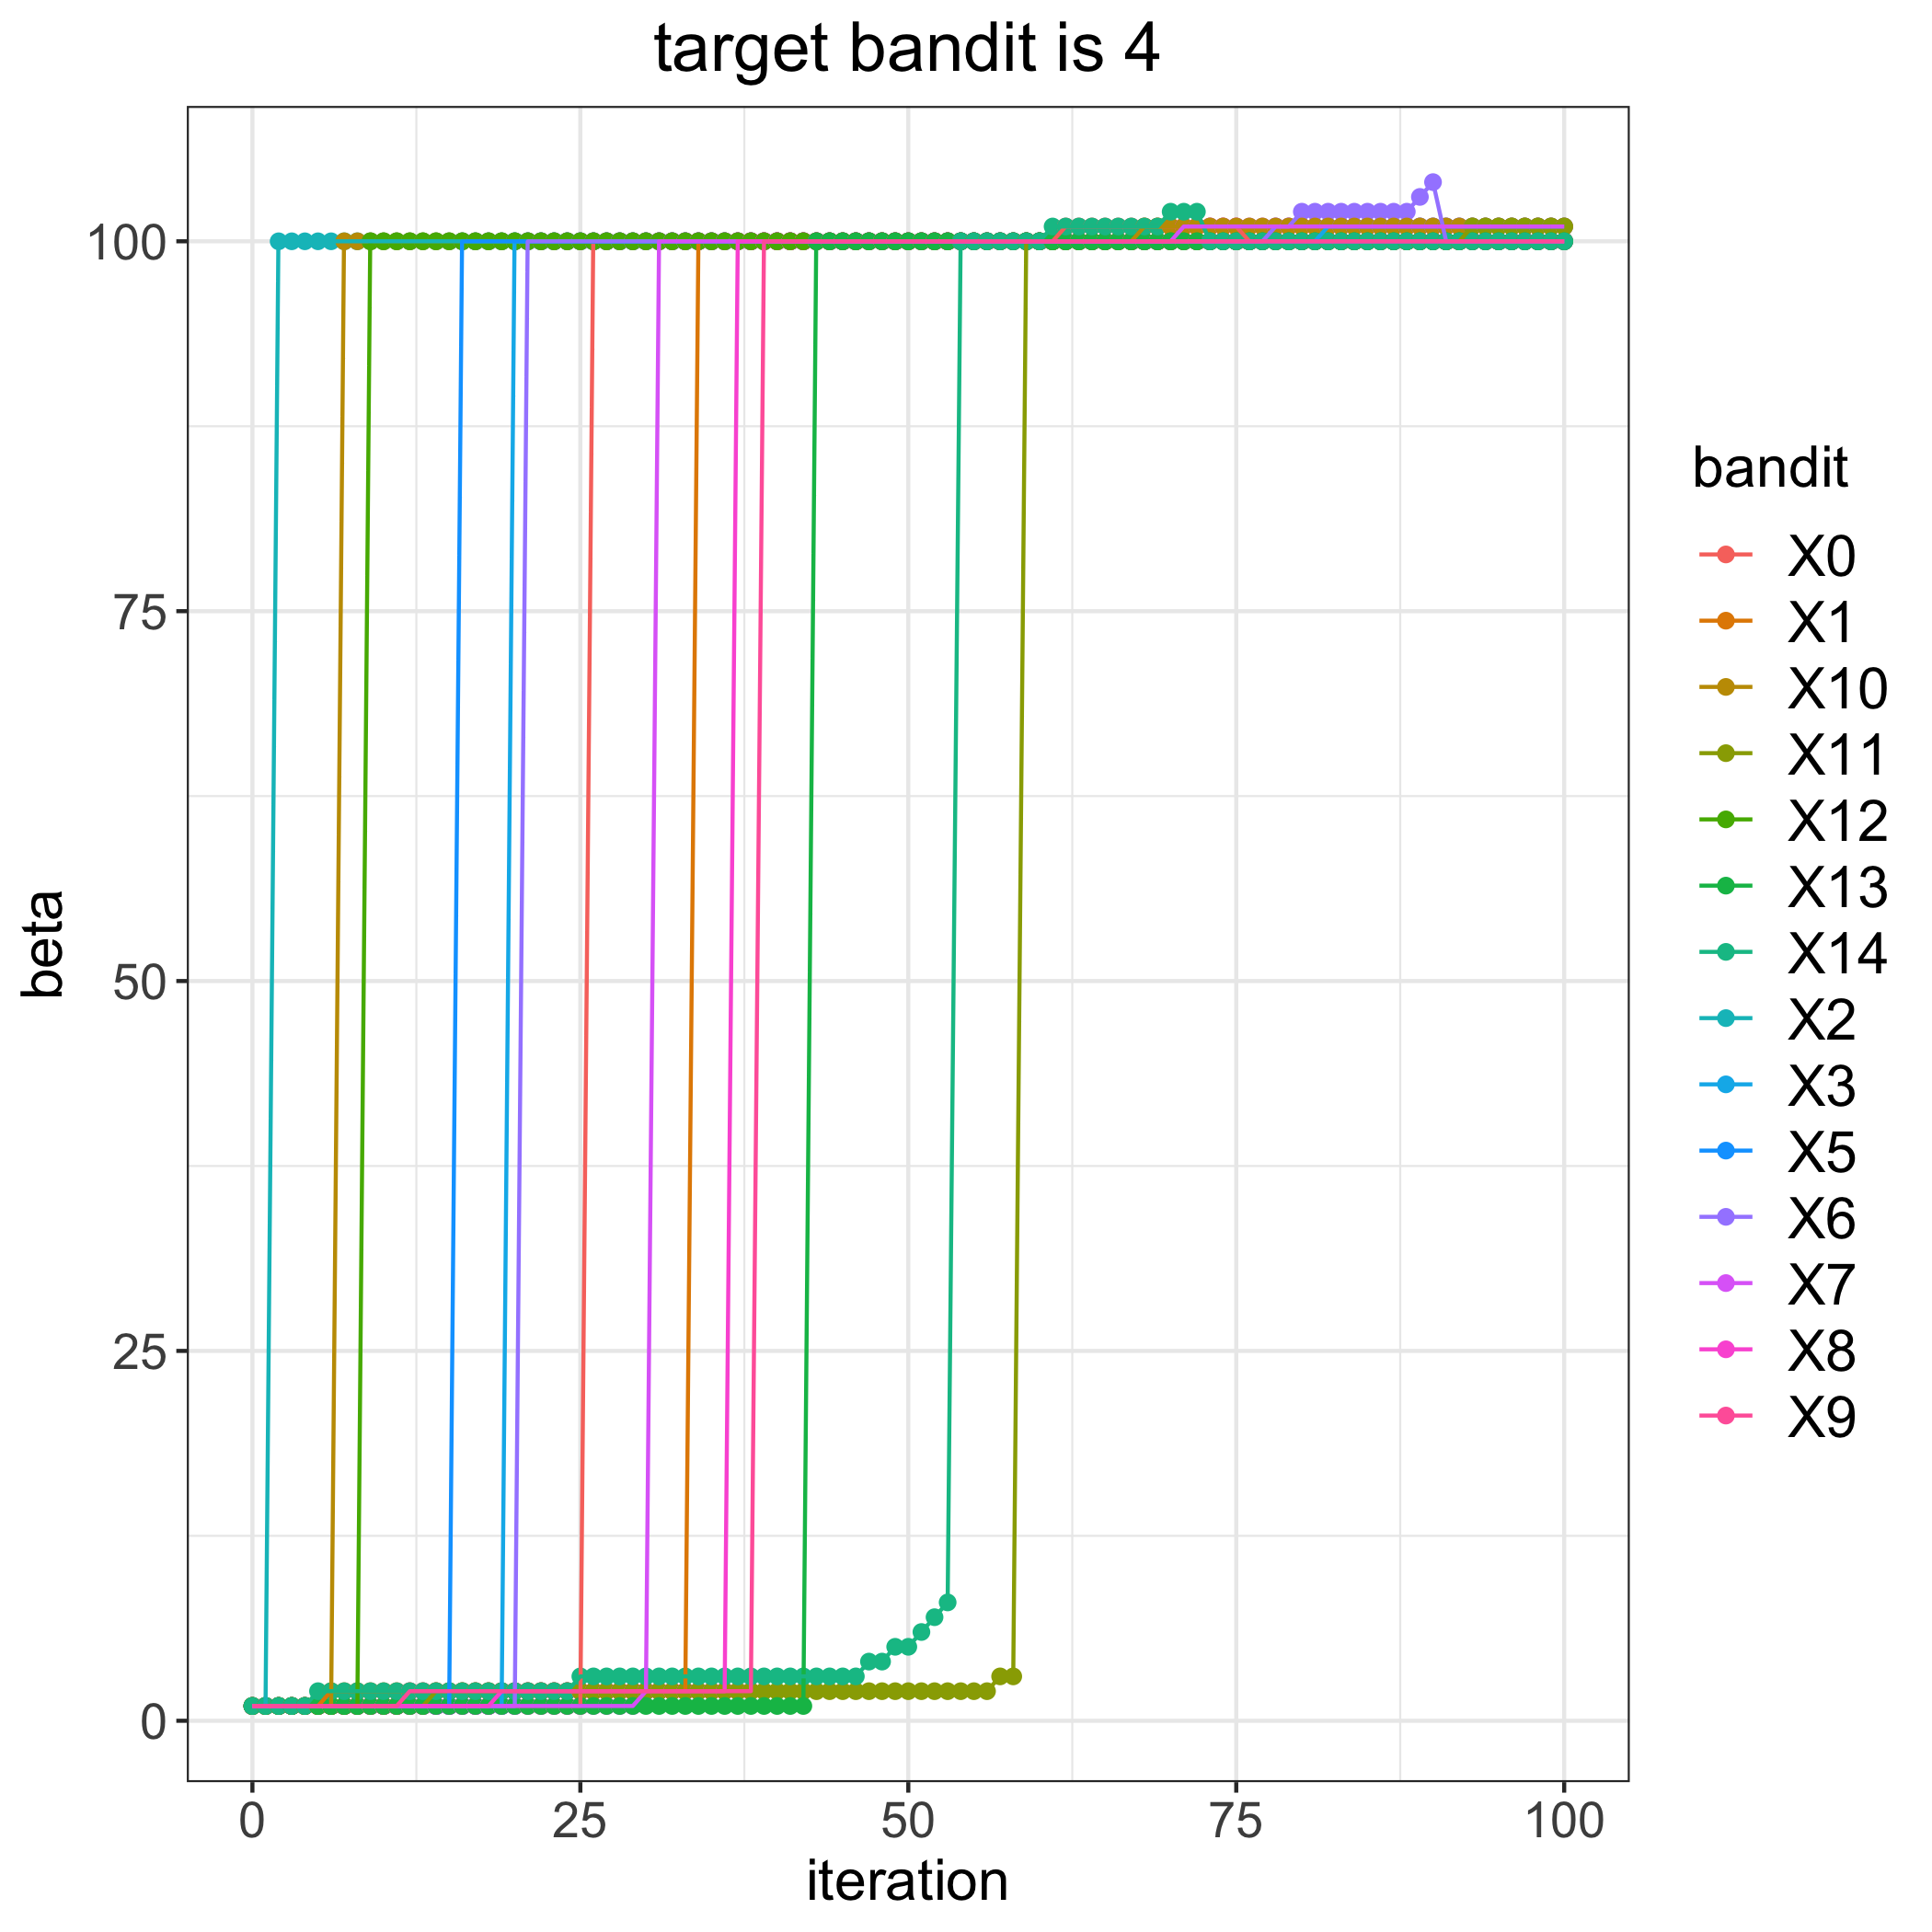 target bandit is 4
100
75
50
25
0
beta
0 25 50 75 100
iteration
bandit
X0
X1
X10
X11
X12
X13
X14
X2
X3
X5
X6
X7
X8
X9